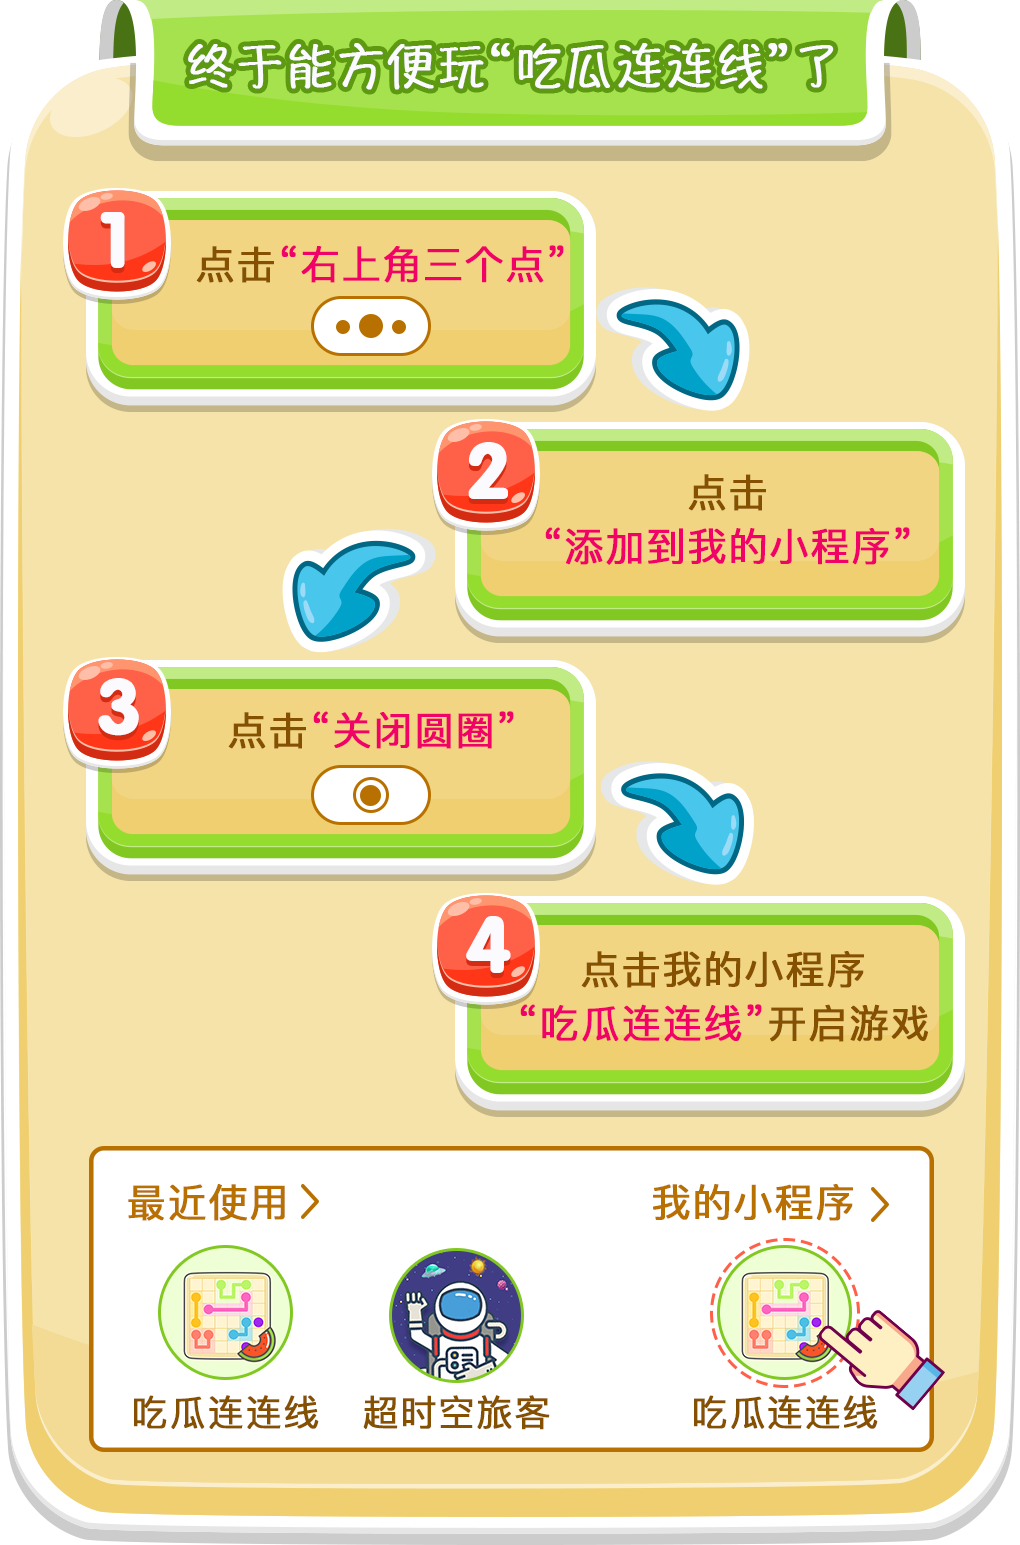 终于能方便玩“吃瓜连连线”了
1
点击“右上角三个点”
2
点击
“添加到我的小程序”
3
点击“关闭圆圈”
4
点击我的小程序
“吃瓜连连线”开启游戏
最近使用 我的小程序
吃瓜连连线 超时空旅客 吃瓜连连线